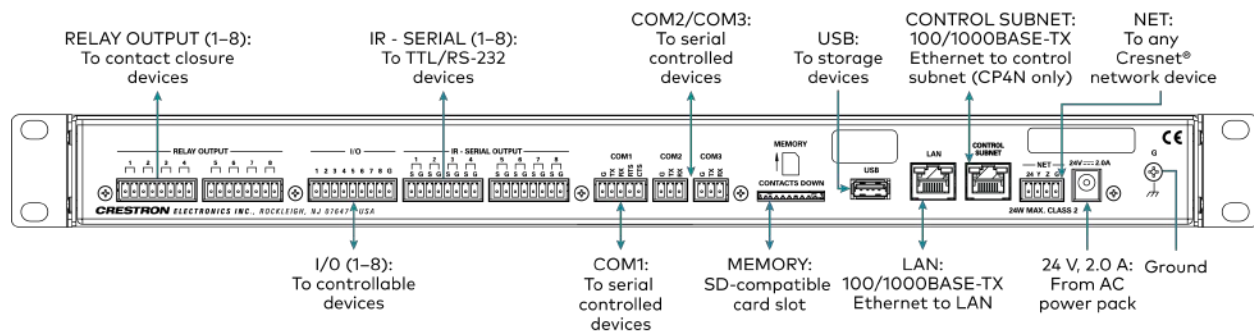 RELAY OUTPUT (1–8):
To contact closure
devices
IR - SERIAL (1–8):
To TTL/RS-232
devices
COM2/COM3:
To serial
controlled
devices
USB:
To storage
devices
CONTROL SUBNET:
100/1000BASE-TX
Ethernet to control
subnet (CP4N only)
NET:
To any
Cresnet®
network device
RELAY OUTPUT
1 2 3 4 5 6 7 8
I/O
1 2 3 4 5 6 7 8 G
IR - SERIAL OUTPUT
1 2 3 4 5 6 7 8
S G S G S G S G S G S G S G S G
COM1
G TX RX RTS CTS
COM2
G TX RX
COM3
G TX RX
MEMORY
CONTACTS DOWN
USB
LAN
CONTROL
SUBNET
NET
24 Y Z G
24V 2.0A
24W MAX. CLASS 2
CE
G
CRESTRON ELECTRONICS INC., ROCKLEIGH, NJ 07647 USA
I/O (1–8):
To controllable
devices
COM1:
To serial
controlled
devices
MEMORY:
SD-compatible
card slot
LAN:
100/1000BASE-TX
Ethernet to LAN
24 V, 2.0 A:
From AC
power pack
Ground